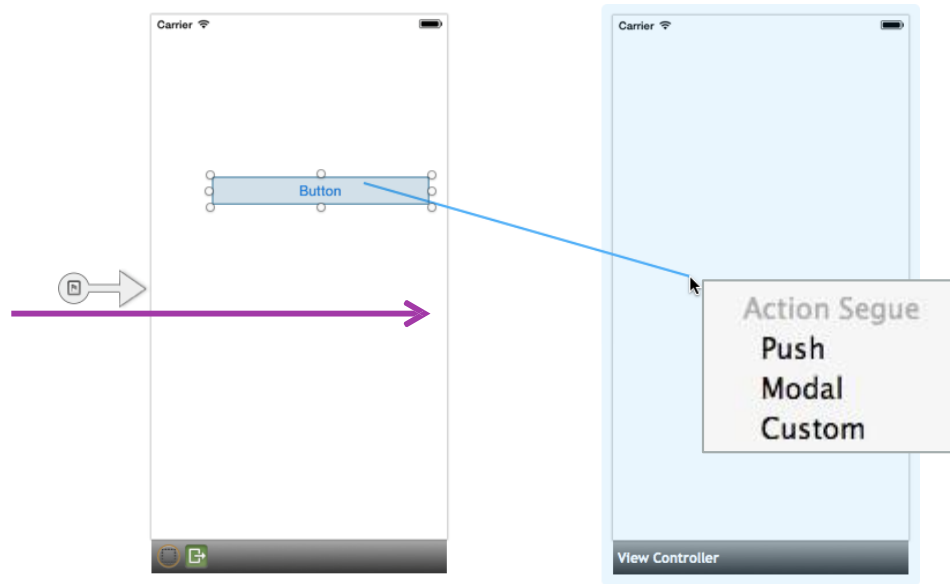 Carrier
Carrier
Button
Action Segue
Push
Modal
Custom
View Controller